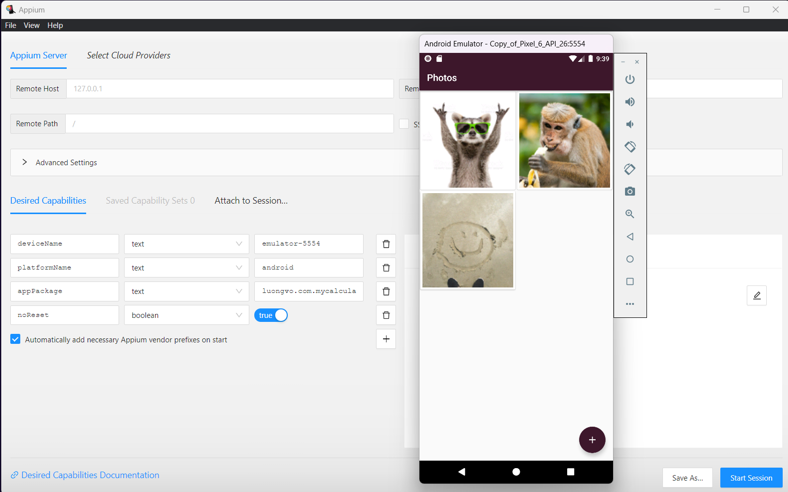 Appium
File View Help
Appium Server
Select Cloud Providers
Remote Host
127.0.0.1
Rem
Remote Path
/
Advanced Settings
Desired Capabilities
Saved Capability Sets 0
Attach to Session...
deviceName
text
emulator-5554
platformName
text
android
appPackage
text
luongvo.com.mycalcula
noReset
boolean
true
Automatically add necessary Appium vendor prefixes on start
Desired Capabilities Documentation
Save As...
Start Session
Android Emulator - Copy_of_Pixel_6_API_26:5554
9:39
Photos